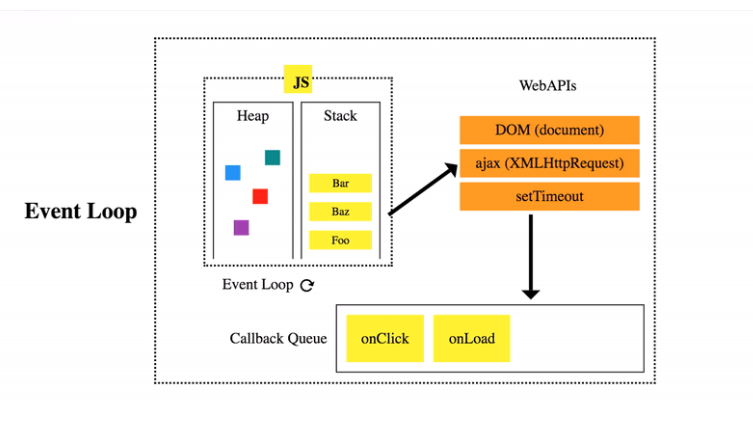 Event Loop
JS
Heap
Stack
Bar
Baz
Foo
Event Loop
WebAPIs
DOM (document)
ajax (XMLHttpRequest)
setTimeout
Callback Queue
onClick
onLoad